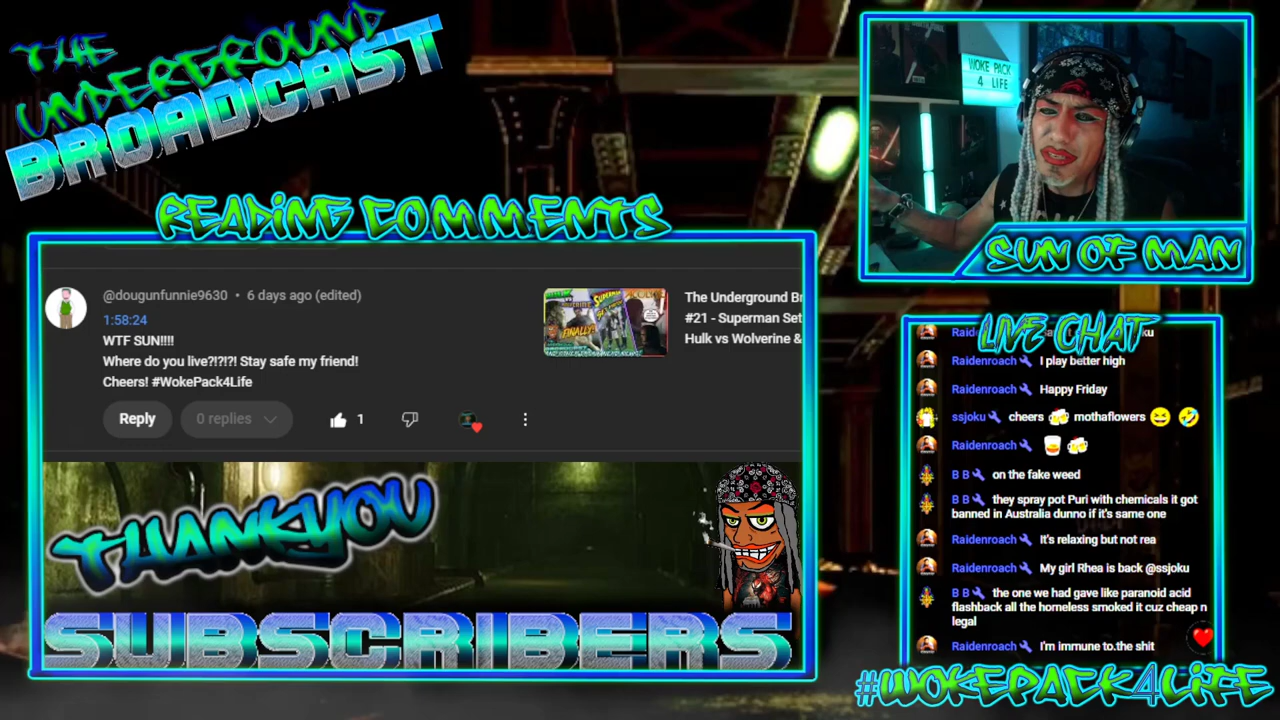 THE
UNDERGROUND
BROADCAST
READING COMMENTS
@dougunfunnie9630 • 6 days ago (edited)
1:58:24
WTF SUN!!!!
Where do you live?!?!?! Stay safe my friend!
Cheers! #WokePack4Life
Reply
0 replies
1
The Underground Br
#21 - Superman Set
Hulk vs Wolverine &
FINALLY!
THANKYOU
SUBSCRIBERS
WOKE PACK
4 LIFE
SUN OF MAN
LIVE CHAT
Raidenroach I play better high
Raidenroach Happy Friday
ssjoku cheers 🍻 mothaflowers 😆 🤣
Raidenroach 🥃 🍻
B B on the fake weed
B B they spray pot Puri with chemicals it got
banned in Australia dunno if it's same one
Raidenroach It's relaxing but not rea
Raidenroach My girl Rhea is back @ssjoku
B B the one we had gave like paranoid acid
flashback all the homeless smoked it cuz cheap n
legal
Raidenroach I'm immune to.the shit
#WOKEPACK4LIFE